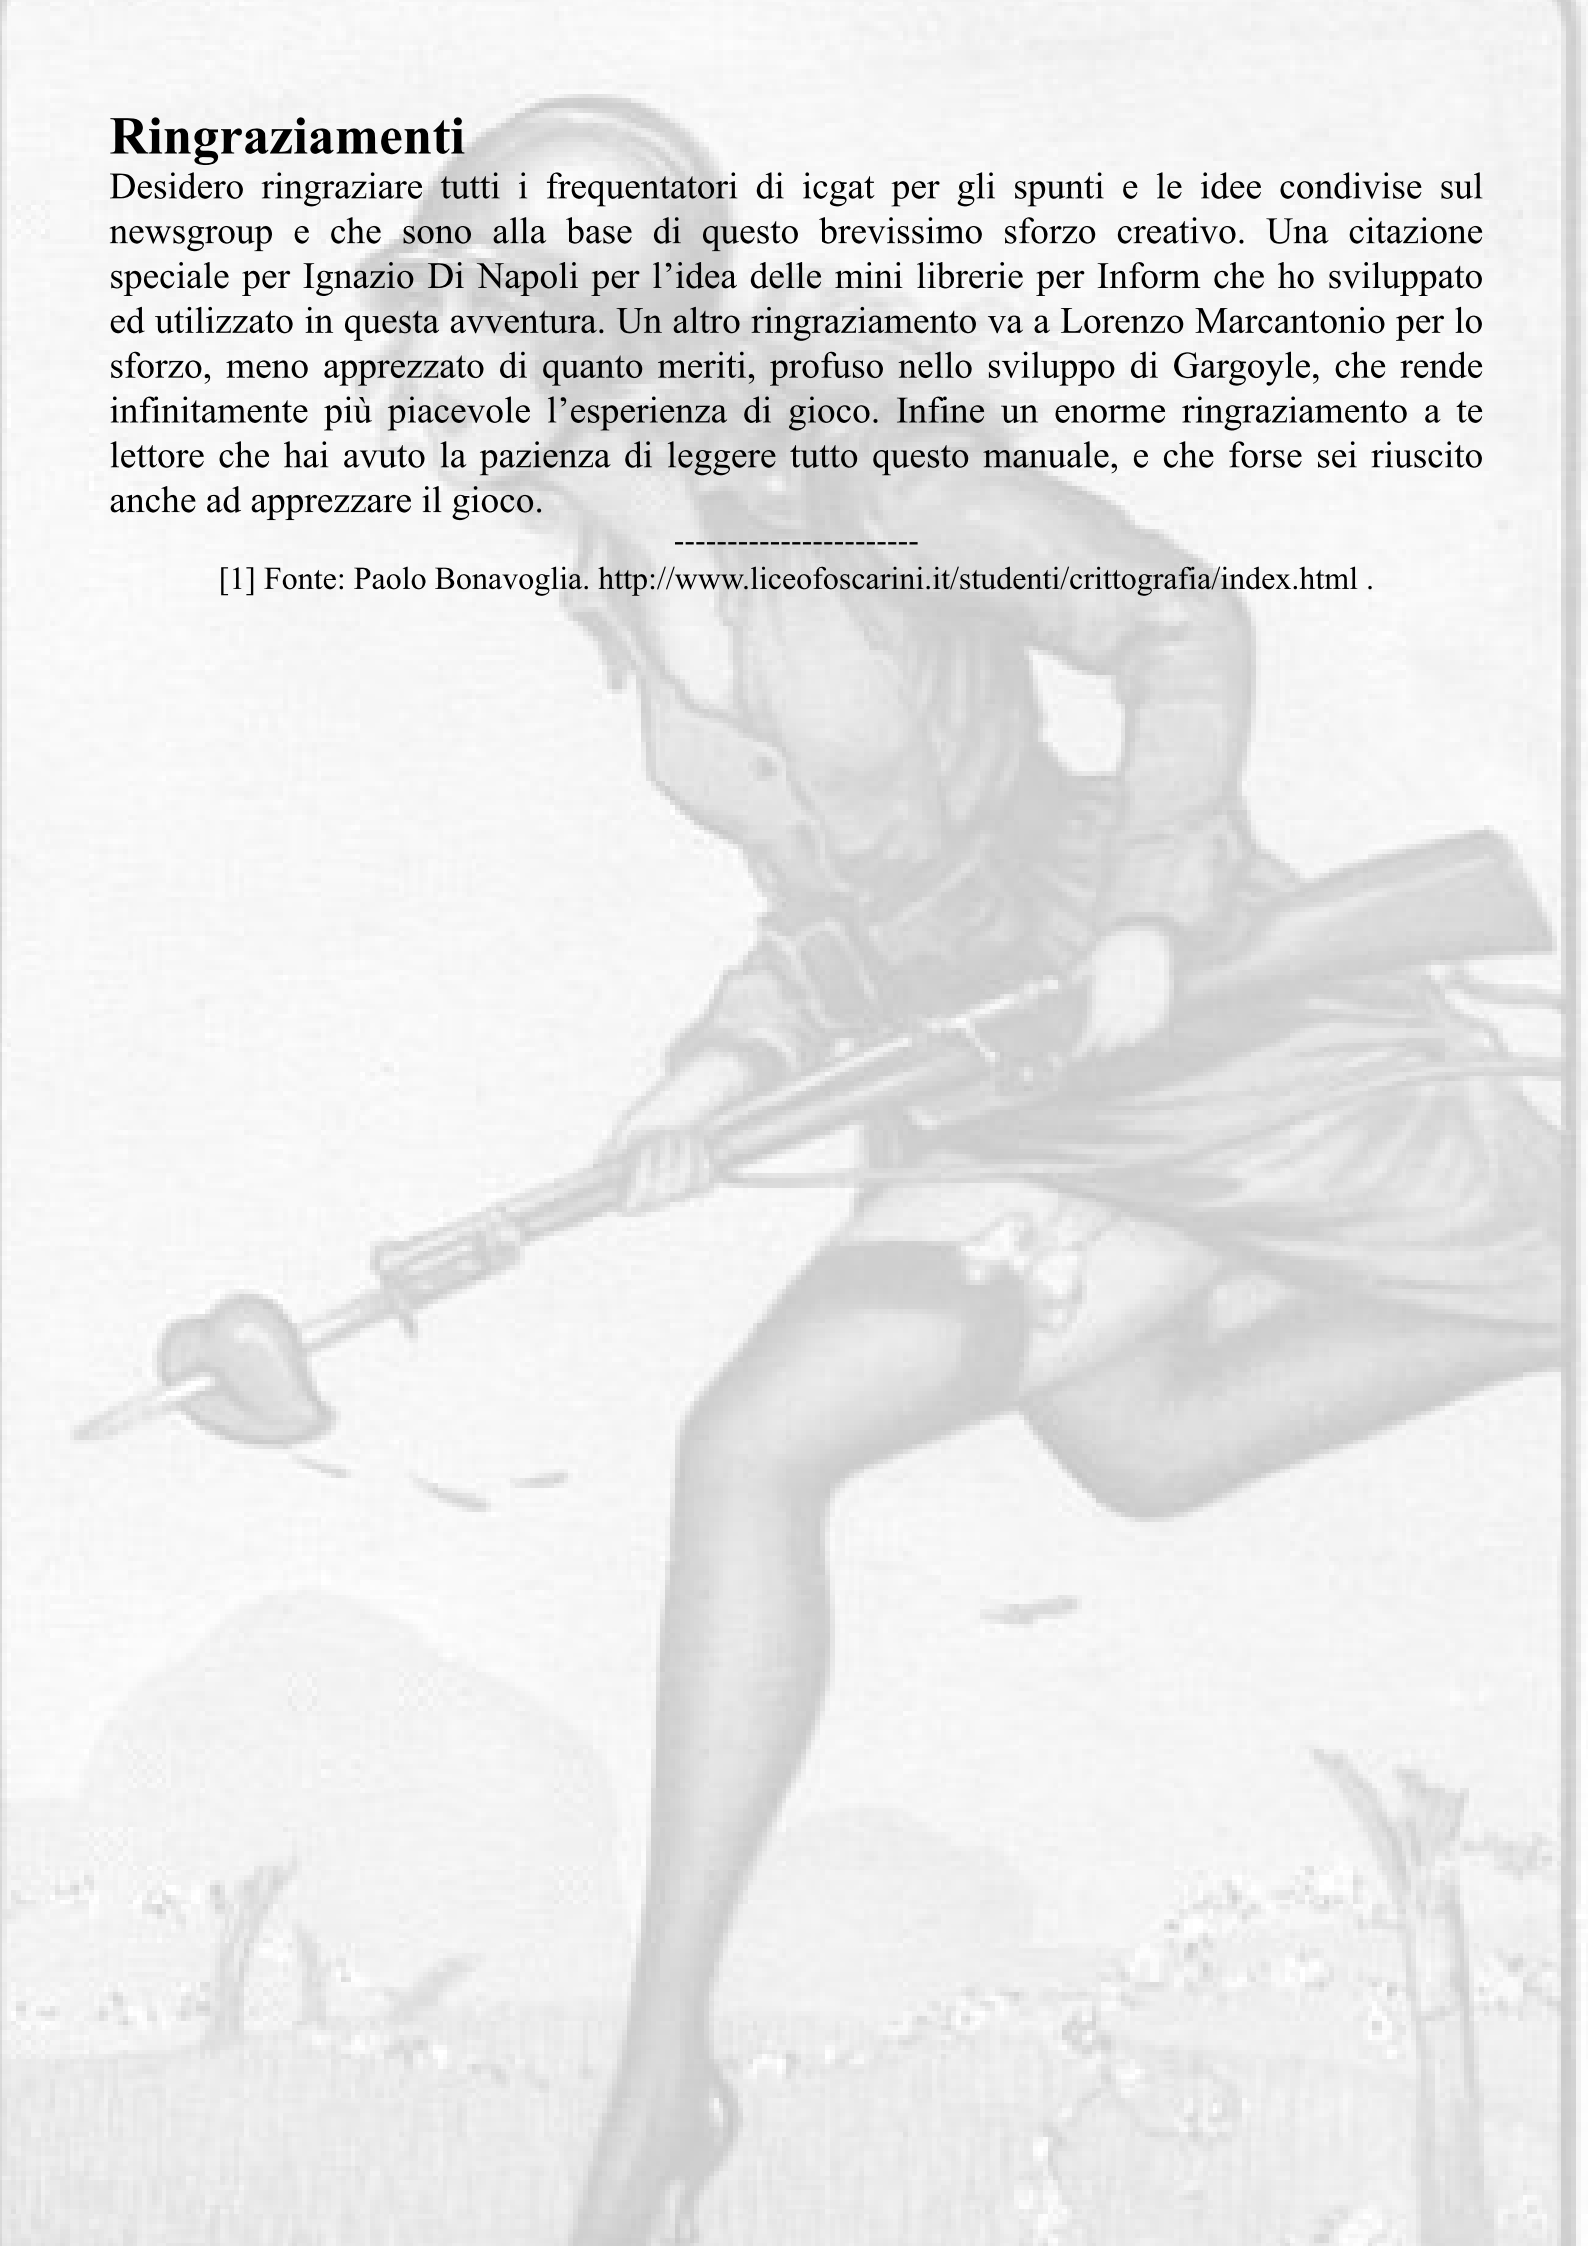 Ringraziamenti
Desidero ringraziare tutti i frequentatori di icgat per gli spunti e le idee condivise sul
newsgroup e che sono alla base di questo brevissimo sforzo creativo. Una citazione
speciale per Ignazio Di Napoli per l’idea delle mini librerie per Inform che ho sviluppato
ed utilizzato in questa avventura. Un altro ringraziamento va a Lorenzo Marcantonio per lo
sforzo, meno apprezzato di quanto meriti, profuso nello sviluppo di Gargoyle, che rende
infinitamente più piacevole l’esperienza di gioco. Infine un enorme ringraziamento a te
lettore che hai avuto la pazienza di leggere tutto questo manuale, e che forse sei riuscito
anche ad apprezzare il gioco.
-----------------------
[1] Fonte: Paolo Bonavoglia. http://www.liceofoscarini.it/studenti/crittografia/index.html .